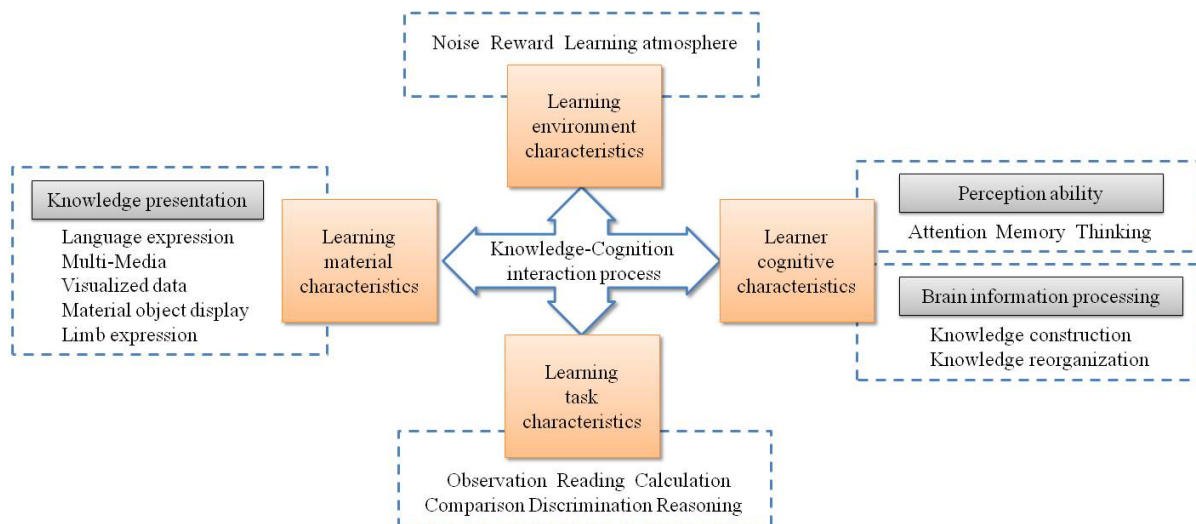 Noise Reward Learning atmosphere
Learning
environment
characteristics
Knowledge presentation
Language expression
Multi-Media
Visualized data
Material object display
Limb expression
Learning
material
characteristics
Knowledge-Cognition
interaction process
Learner
cognitive
characteristics
Perception ability
Attention Memory Thinking
Brain information processing
Knowledge construction
Knowledge reorganization
Learning
task
characteristics
Observation Reading Calculation
Comparison Discrimination Reasoning